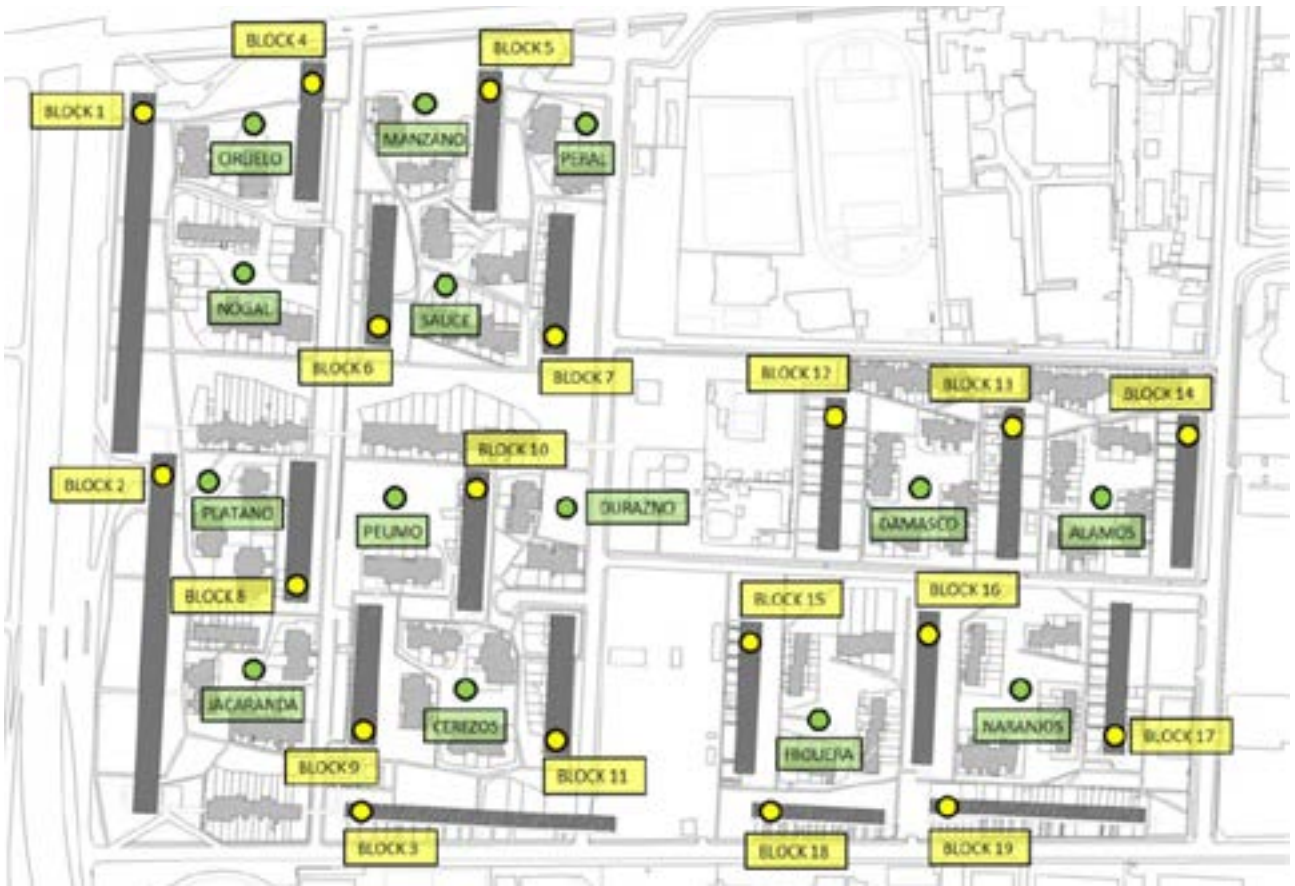 BLOCK 4
BLOCK 5
BLOCK 1
MANZANO
CIRUELO
PERAL
NOGAL
SAUCE
BLOCK 6
BLOCK 7
BLOCK 12
BLOCK 13
BLOCK 14
BLOCK 10
BLOCK 2
PLATANO
PEUMO
DURAZNO
DAMASCO
ALAMOS
BLOCK 8
BLOCK 15
BLOCK 16
JACARANDA
CEREZOS
NARANJOS
HIGUERA
BLOCK 17
BLOCK 9
BLOCK 11
BLOCK 3
BLOCK 18
BLOCK 19